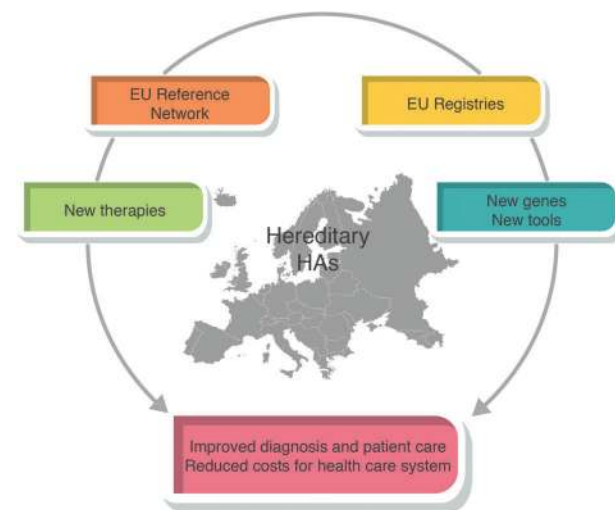 EU Reference
Network
EU Registries
New therapies
New genes
New tools
Hereditary
HAs
Improved diagnosis and patient care
Reduced costs for health care system